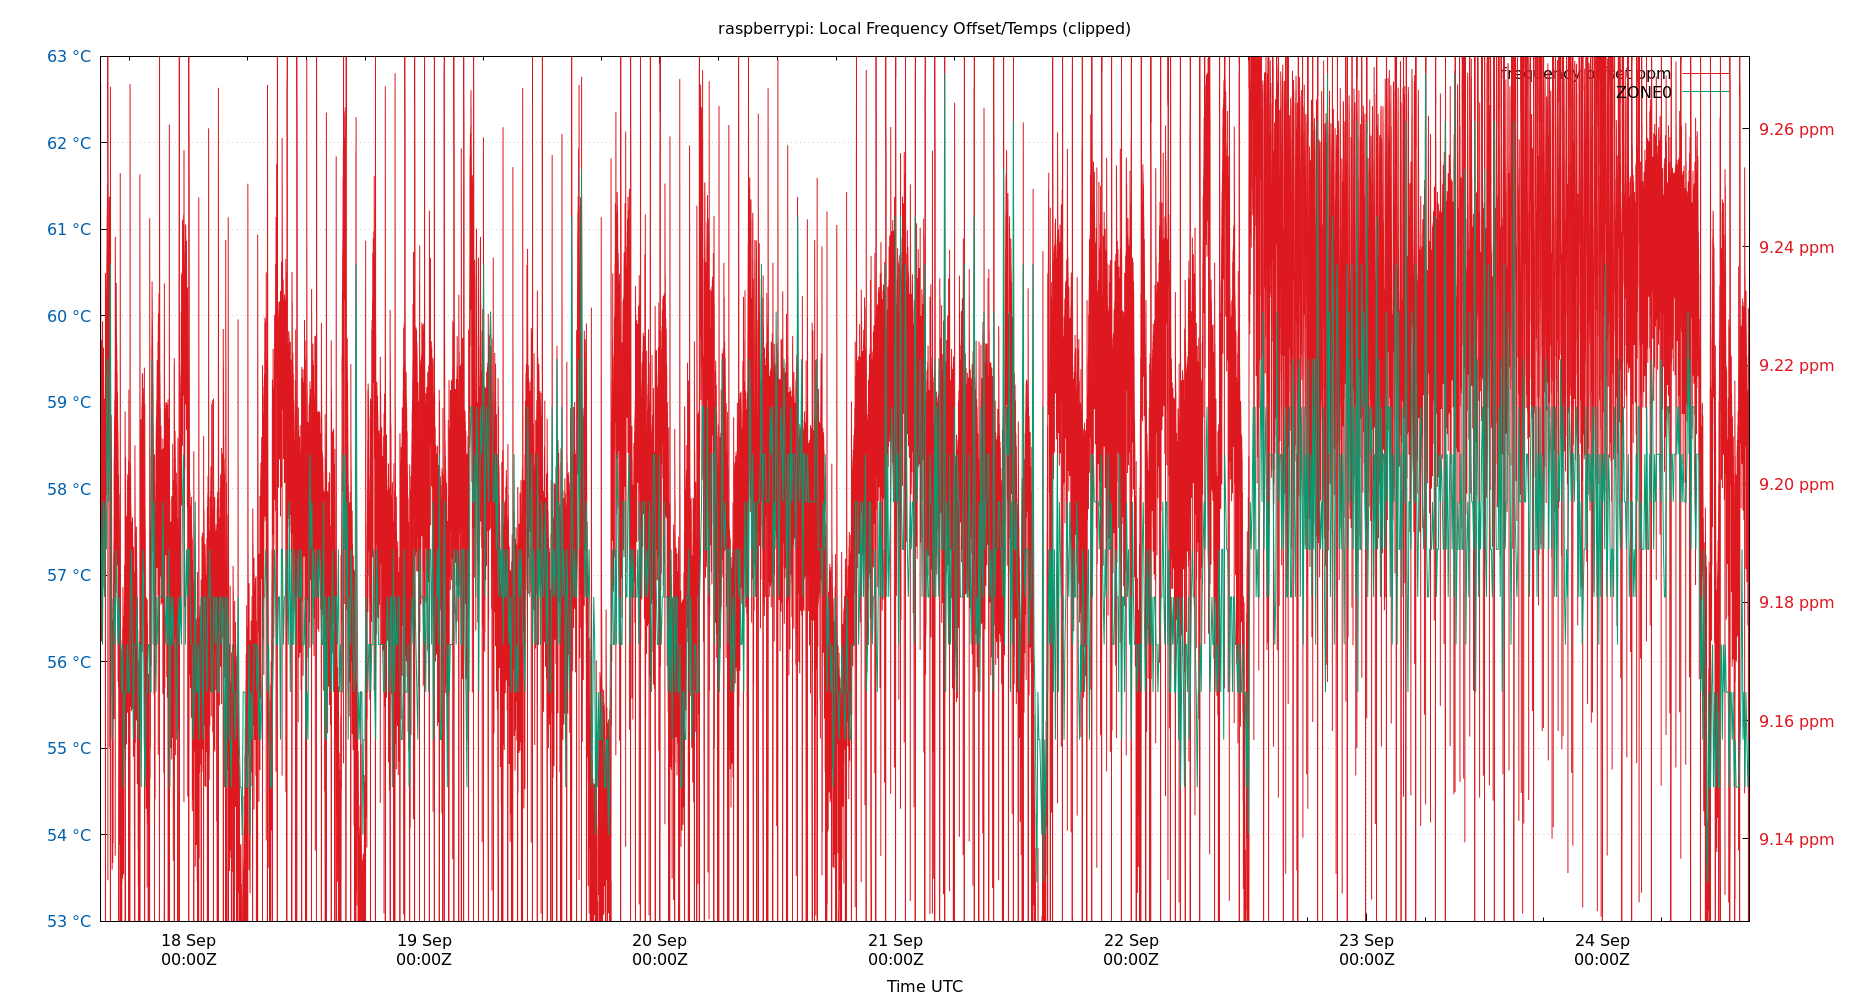 raspberrypi: Local Frequency Offset/Temps (clipped)
63 °C
62 °C
61 °C
60 °C
59 °C
58 °C
57 °C
56 °C
55 °C
54 °C
53 °C
frequency offset ppm
ZONE0
9.26 ppm
9.24 ppm
9.22 ppm
9.20 ppm
9.18 ppm
9.16 ppm
9.14 ppm
18 Sep
00:00Z
19 Sep
00:00Z
20 Sep
00:00Z
21 Sep
00:00Z
22 Sep
00:00Z
23 Sep
00:00Z
24 Sep
00:00Z
Time UTC